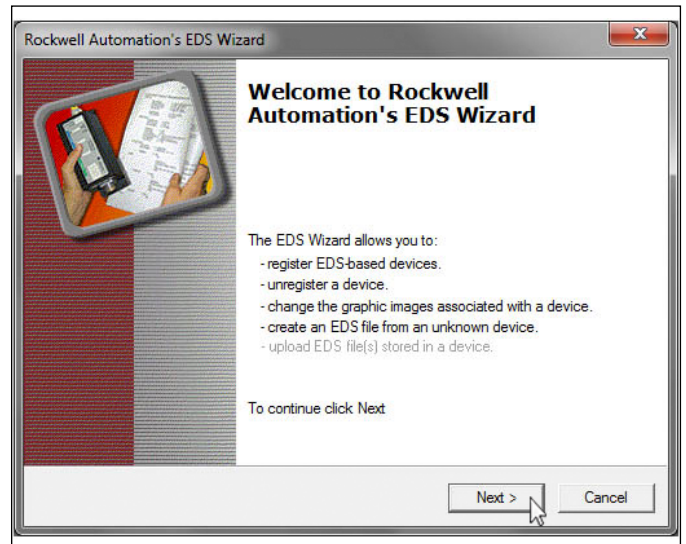 Rockwell Automation's EDS Wizard
Welcome to Rockwell
Automation's EDS Wizard
The EDS Wizard allows you to:
- register EDS-based devices.
- unregister a device.
- change the graphic images associated with a device.
- create an EDS file from an unknown device.
- upload EDS file(s) stored in a device.
To continue click Next
Next >
Cancel